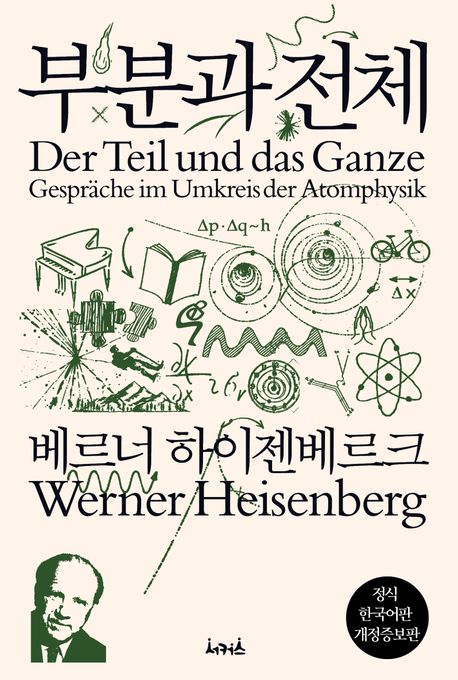 부분과 전체
Der Teil und das Ganze
Gespräche im Umkreis der Atomphysik
Δp·Δq~h
Δx
베르너 하이젠베르크
Werner Heisenberg
정식
한국어판
개정증보판
서커스